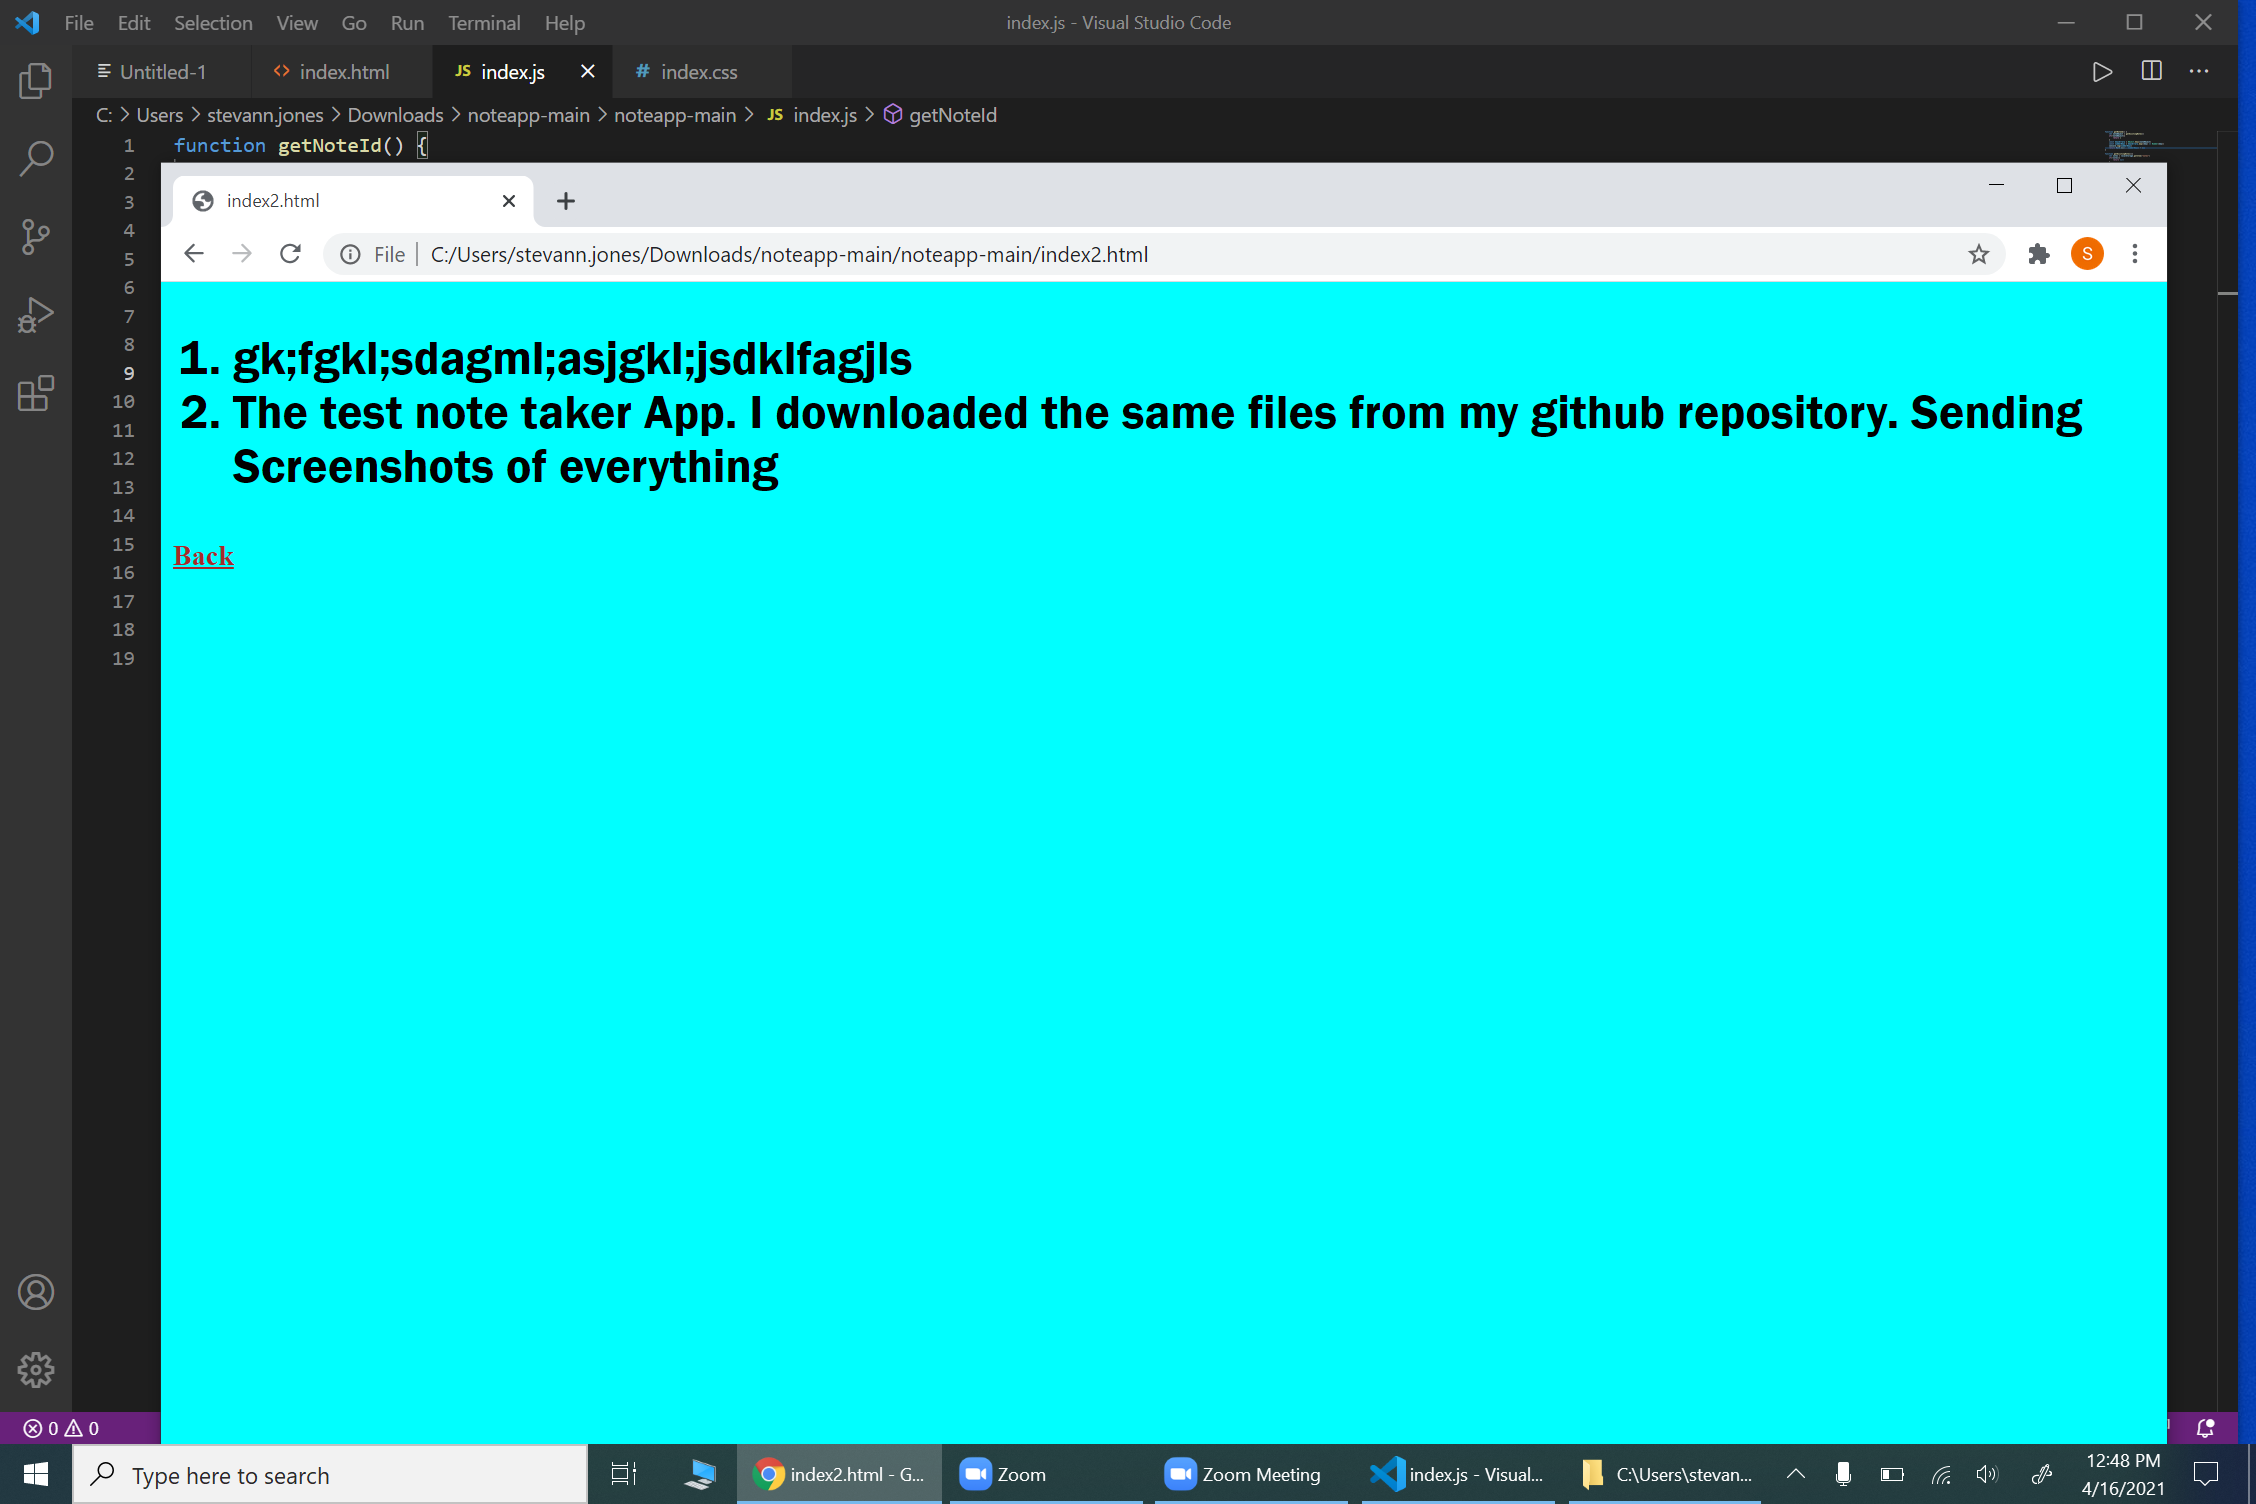 File Edit Selection View Go Run Terminal Help index.js - Visual Studio Code
Untitled-1 index.html JS index.js # index.css
C: > Users > stevann.jones > Downloads > noteapp-main > noteapp-main > JS index.js > getNoteId
1 function getNoteId() {
2
3
4
5
6
7
8
9
10
11
12
13
14
15
16
17
18
19
index2.html
File C:/Users/stevann.jones/Downloads/noteapp-main/noteapp-main/index2.html S
1. gk;fgkl;sdagml;asjgkl;jsdklfagjls
2. The test note taker App. I downloaded the same files from my github repository. Sending
Screenshots of everything
Back
0 0
Type here to search
index2.html - G...
Zoom
Zoom Meeting
index.js - Visual...
C:\Users\stevan...
12:48 PM
4/16/2021